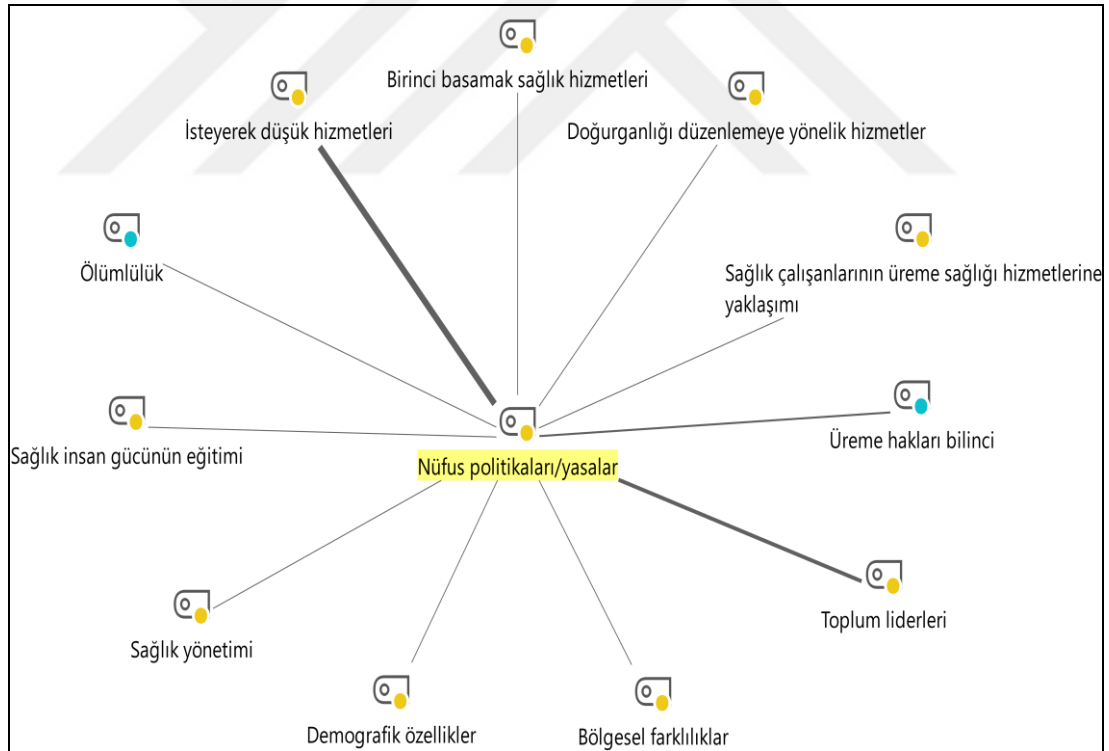 Birinci basamak sağlık hizmetleri
İsteyerek düşük hizmetleri
Doğurganlığı düzenlemeye yönelik hizmetler
Ölümlülük
Sağlık çalışanlarının üreme sağlığı hizmetlerine
yaklaşımı
Sağlık insan gücünün eğitimi
Üreme hakları bilinci
Nüfus politikaları/yasalar
Toplum liderleri
Sağlık yönetimi
Demografik özellikler
Bölgesel farklılıklar